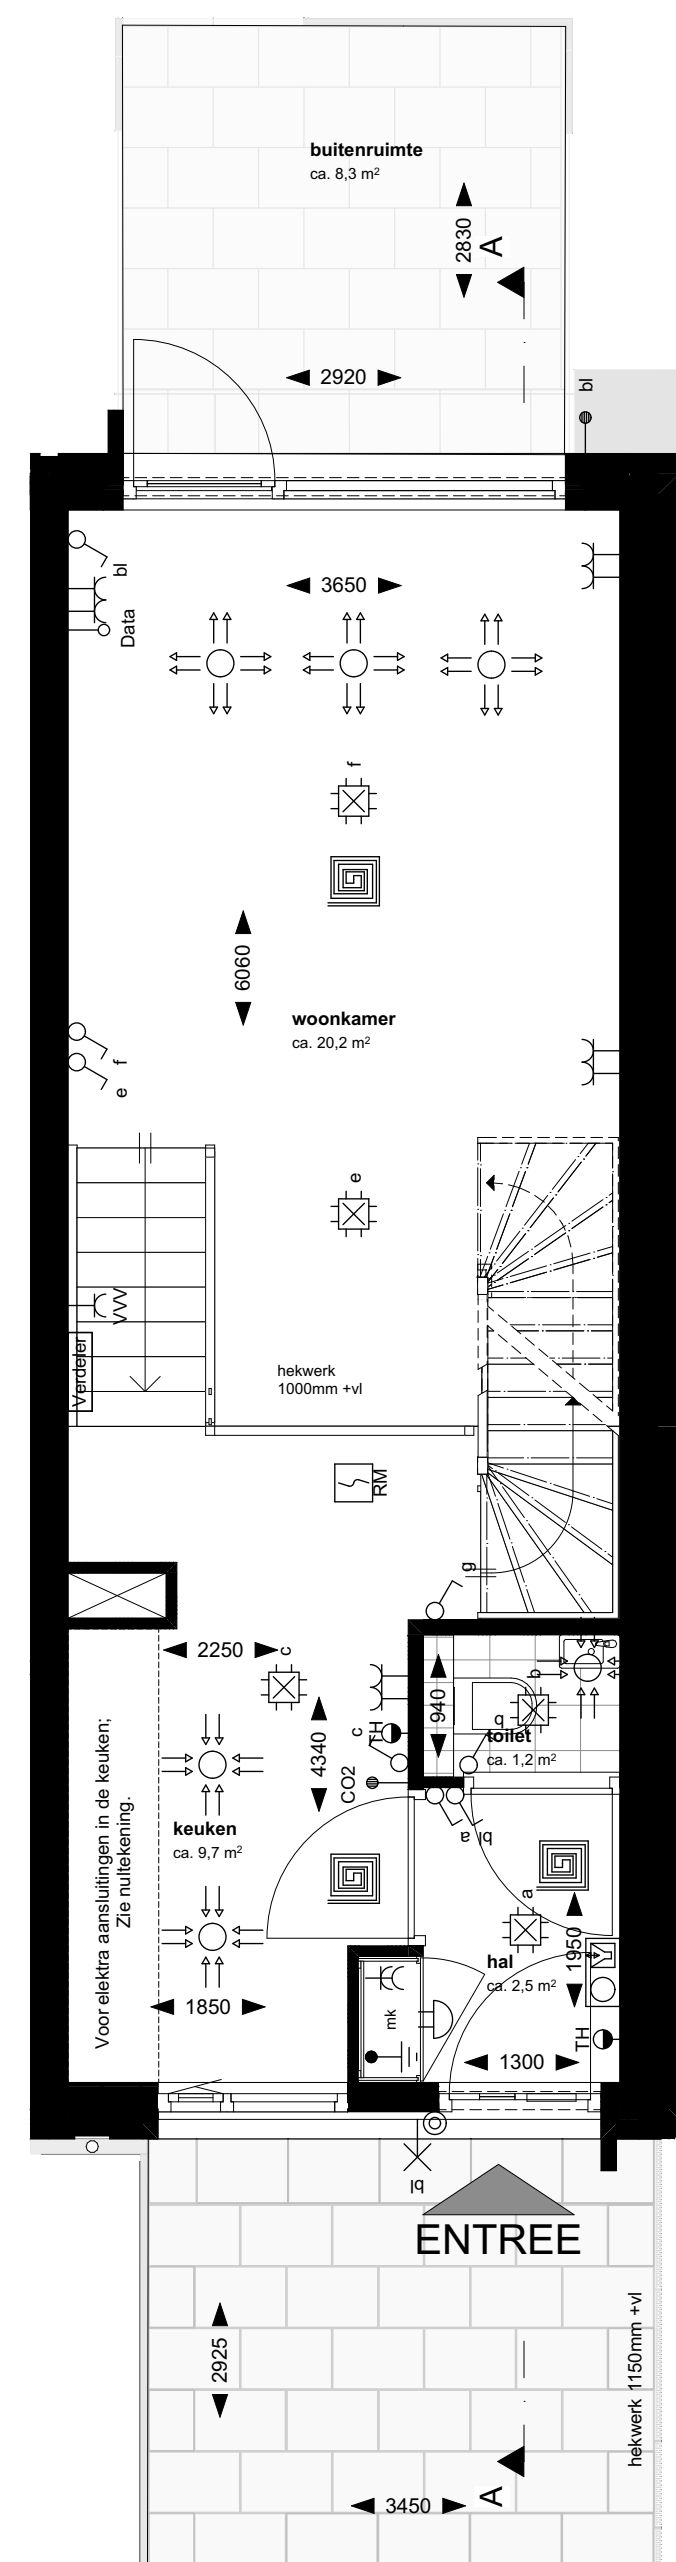 buitenruimte
ca. 8,3 m²
2830
A
2920
bl
3650
bl
Data
f
6060
woonkamer
ca. 20,2 m²
f
e
e
VVV
Verdeler
hekwerk
1000mm +vl
RM
g
2250
c
940
b
b
toilet
ca. 1,2 m²
c
TH
4340
CO2
Voor elektra aansluitingen in de keuken;
Zie nultekening.
keuken
ca. 9,7 m²
a
bl
a
1950
hal
ca. 2,5 m²
1850
mk
TH
1300
bl
ENTREE
2925
hekwerk 1150mm +vl
A
3450